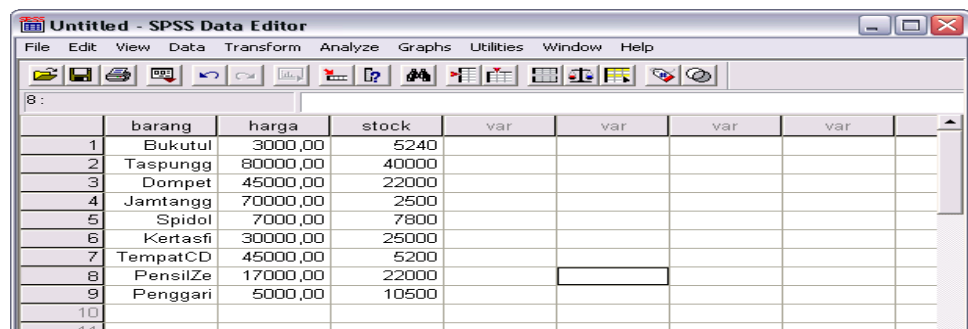 Untitled - SPSS Data Editor
File Edit View Data Transform Analyze Graphs Utilities Window Help
8 :
barang harga stock var var var var
1 Bukutul 3000,00 5240
2 Taspungg 80000,00 40000
3 Dompet 45000,00 22000
4 Jamtangg 70000,00 2500
5 Spidol 7000,00 7800
6 Kertasfi 30000,00 25000
7 TempatCD 45000,00 5200
8 PensilZe 17000,00 22000
9 Penggari 5000,00 10500
10